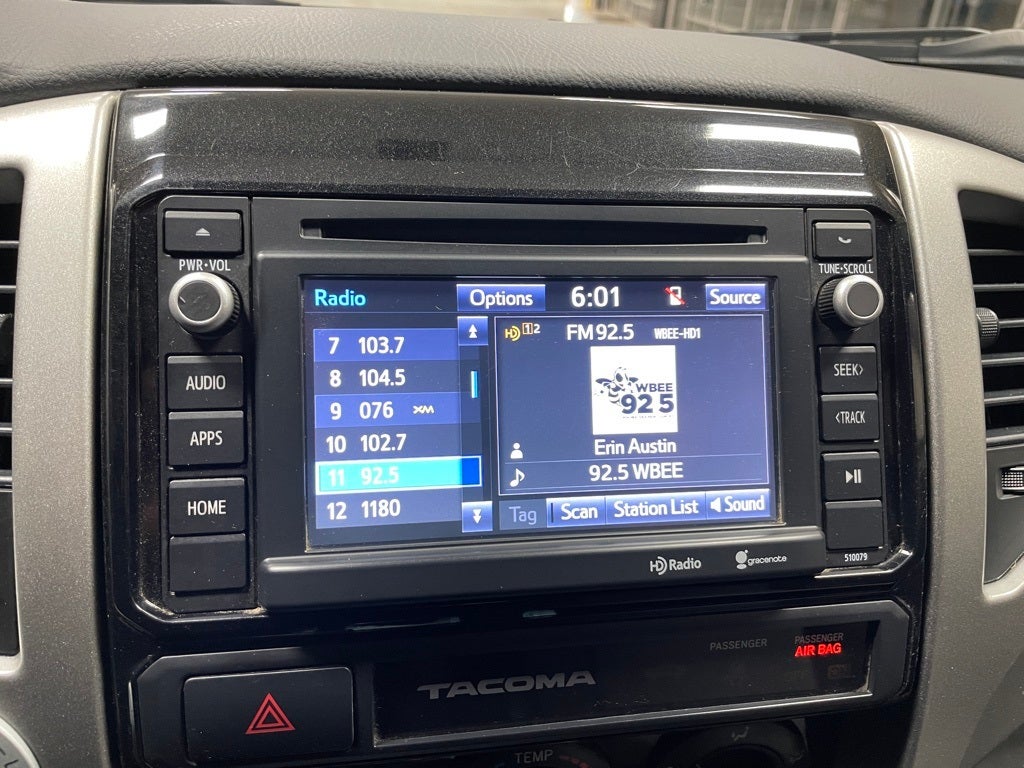 PWR•VOL
AUDIO
APPS
HOME
Radio
Options
6:01
Source
7 103.7
8 104.5
9 076 XM
10 102.7
11 92.5
12 1180
HD 1 2
FM 92.5 WBEE-HD1
WBEE
92 5
Erin Austin
92.5 WBEE
Tag
Scan
Station List
Sound
HD Radio
gracenote
TUNE•SCROLL
SEEK>
<TRACK
510079
TACOMA
PASSENGER
PASSENGER
AIR BAG
TEMP